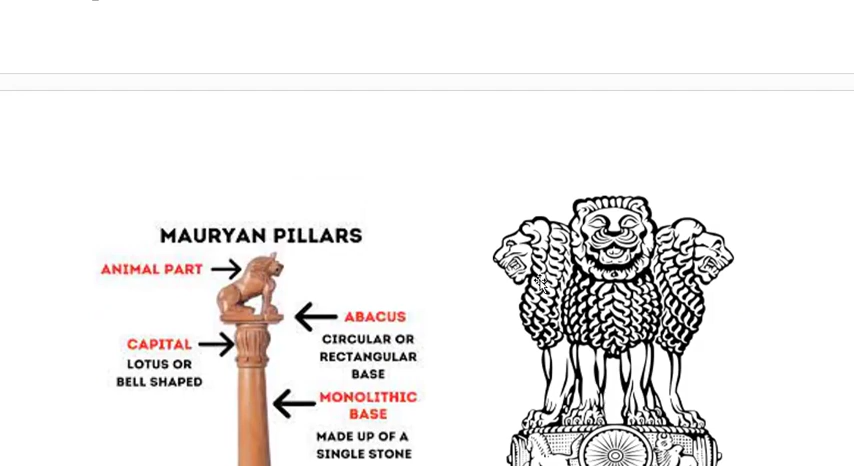 MAURYAN PILLARS
ANIMAL PART
ABACUS
CIRCULAR OR
RECTANGULAR
BASE
CAPITAL
LOTUS OR
BELL SHAPED
MONOLITHIC
BASE
MADE UP OF A
SINGLE STONE